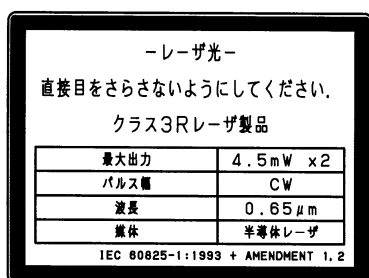 −レーザ光−
直接目をさらさないようにしてください.
クラス3Rレーザ製品
最大出力 4.5mW x2
パルス幅 CW
波長 0.65μm
媒体 半導体レーザ
IEC 60825-1:1993 + AMENDMENT 1,2